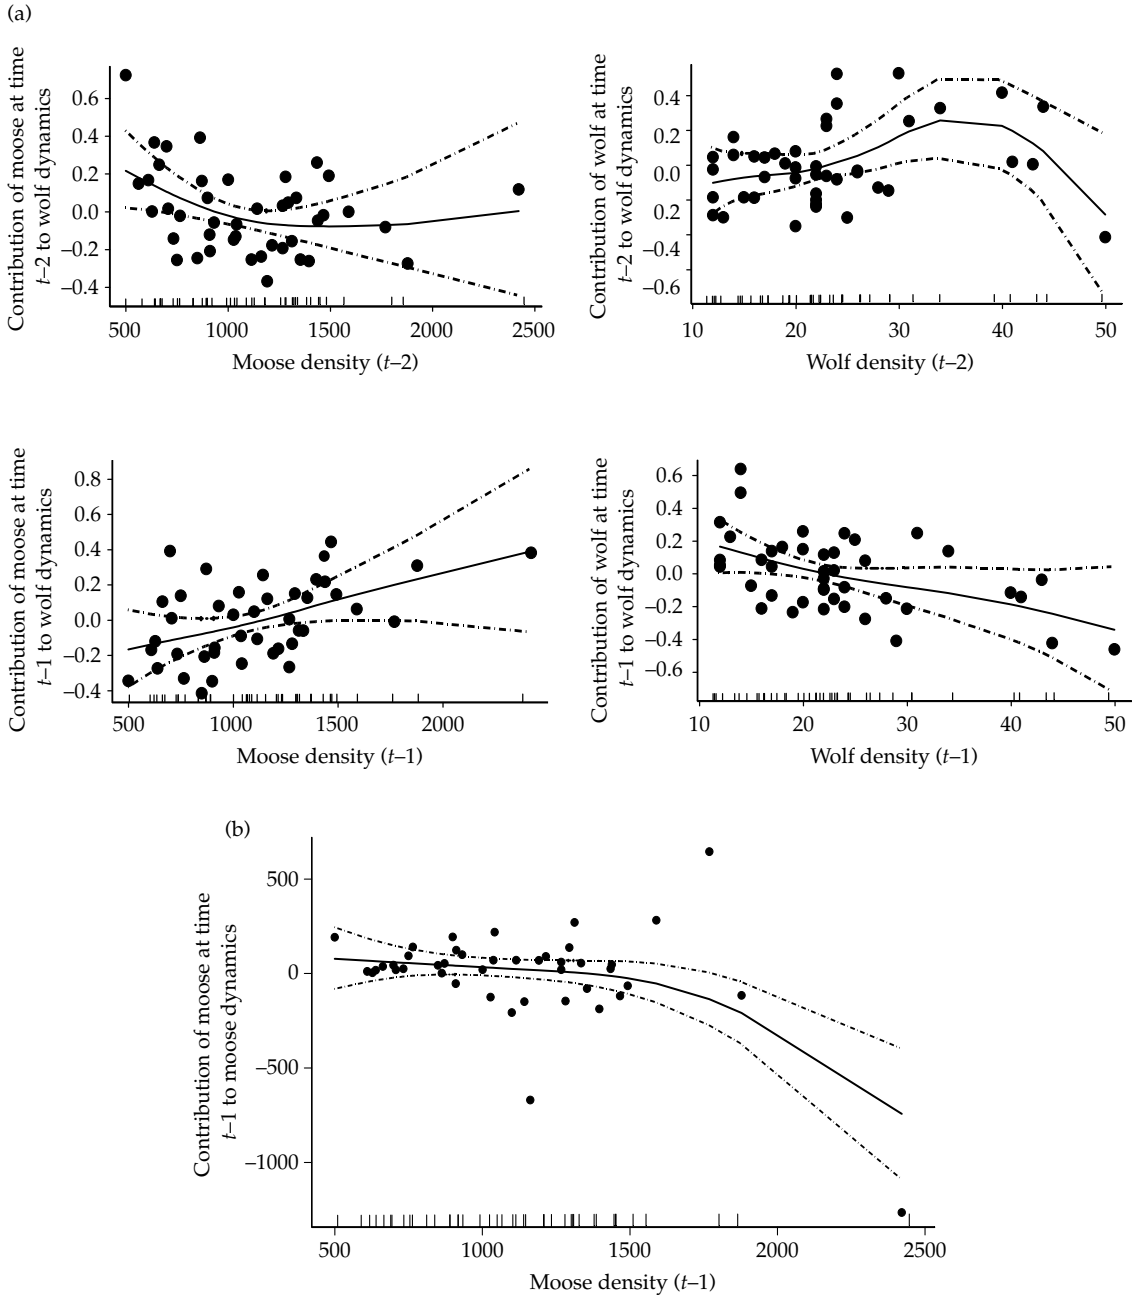 (a)
Contribution of moose at time
t–2 to wolf dynamics
0.6
0.4
0.2
0.0
–0.2
–0.4
500 1000 1500 2000 2500
Moose density (t–2)
Contribution of wolf at time
t–2 to wolf dynamics
0.4
0.2
0.0
0.2
–0.6
10 20 30 40 50
Wolf density (t–2)
Contribution of moose at time
t–1 to wolf dynamics
0.8
0.6
0.4
0.2
0.0
–0.2
–0.4
500 1000 1500 2000
Moose density (t–1)
Contribution of wolf at time
t–1 to wolf dynamics
0.6
0.4
0.2
0.0
–0.2
–0.4
–0.6
10 20 30 40 50
Wolf density (t–1)
(b)
Contribution of moose at time
t–1 to moose dynamics
500
0
–500
–1000
500 1000 1500 2000 2500
Moose density (t–1)